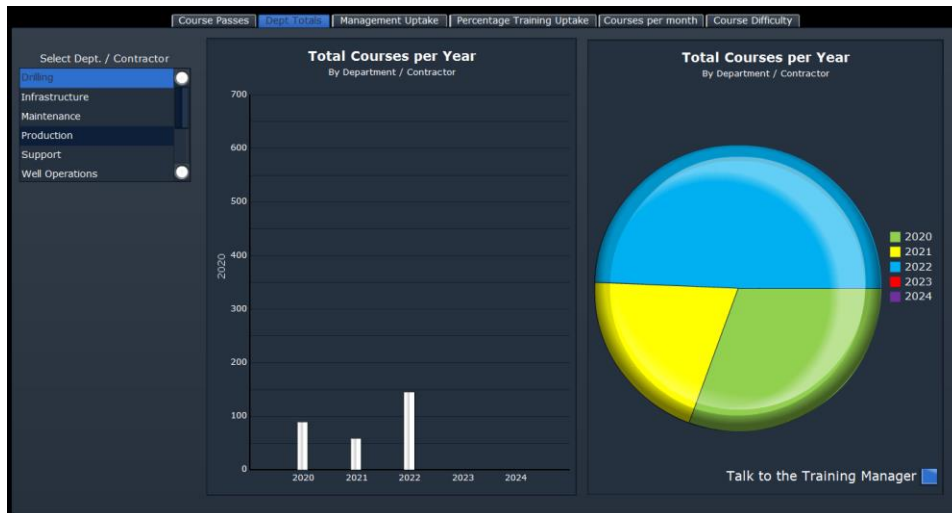 Course Passes
Dept Totals
Management Uptake
Percentage Training Uptake
Courses per month
Course Difficulty
Select Dept. / Contractor
Drilling
Infrastructure
Maintenance
Production
Support
Well Operations
Total Courses per Year
By Department / Contractor
700
600
500
400
300
200
100
0
2020
2020 2021 2022 2023 2024
Total Courses per Year
By Department / Contractor
2020
2021
2022
2023
2024
Talk to the Training Manager